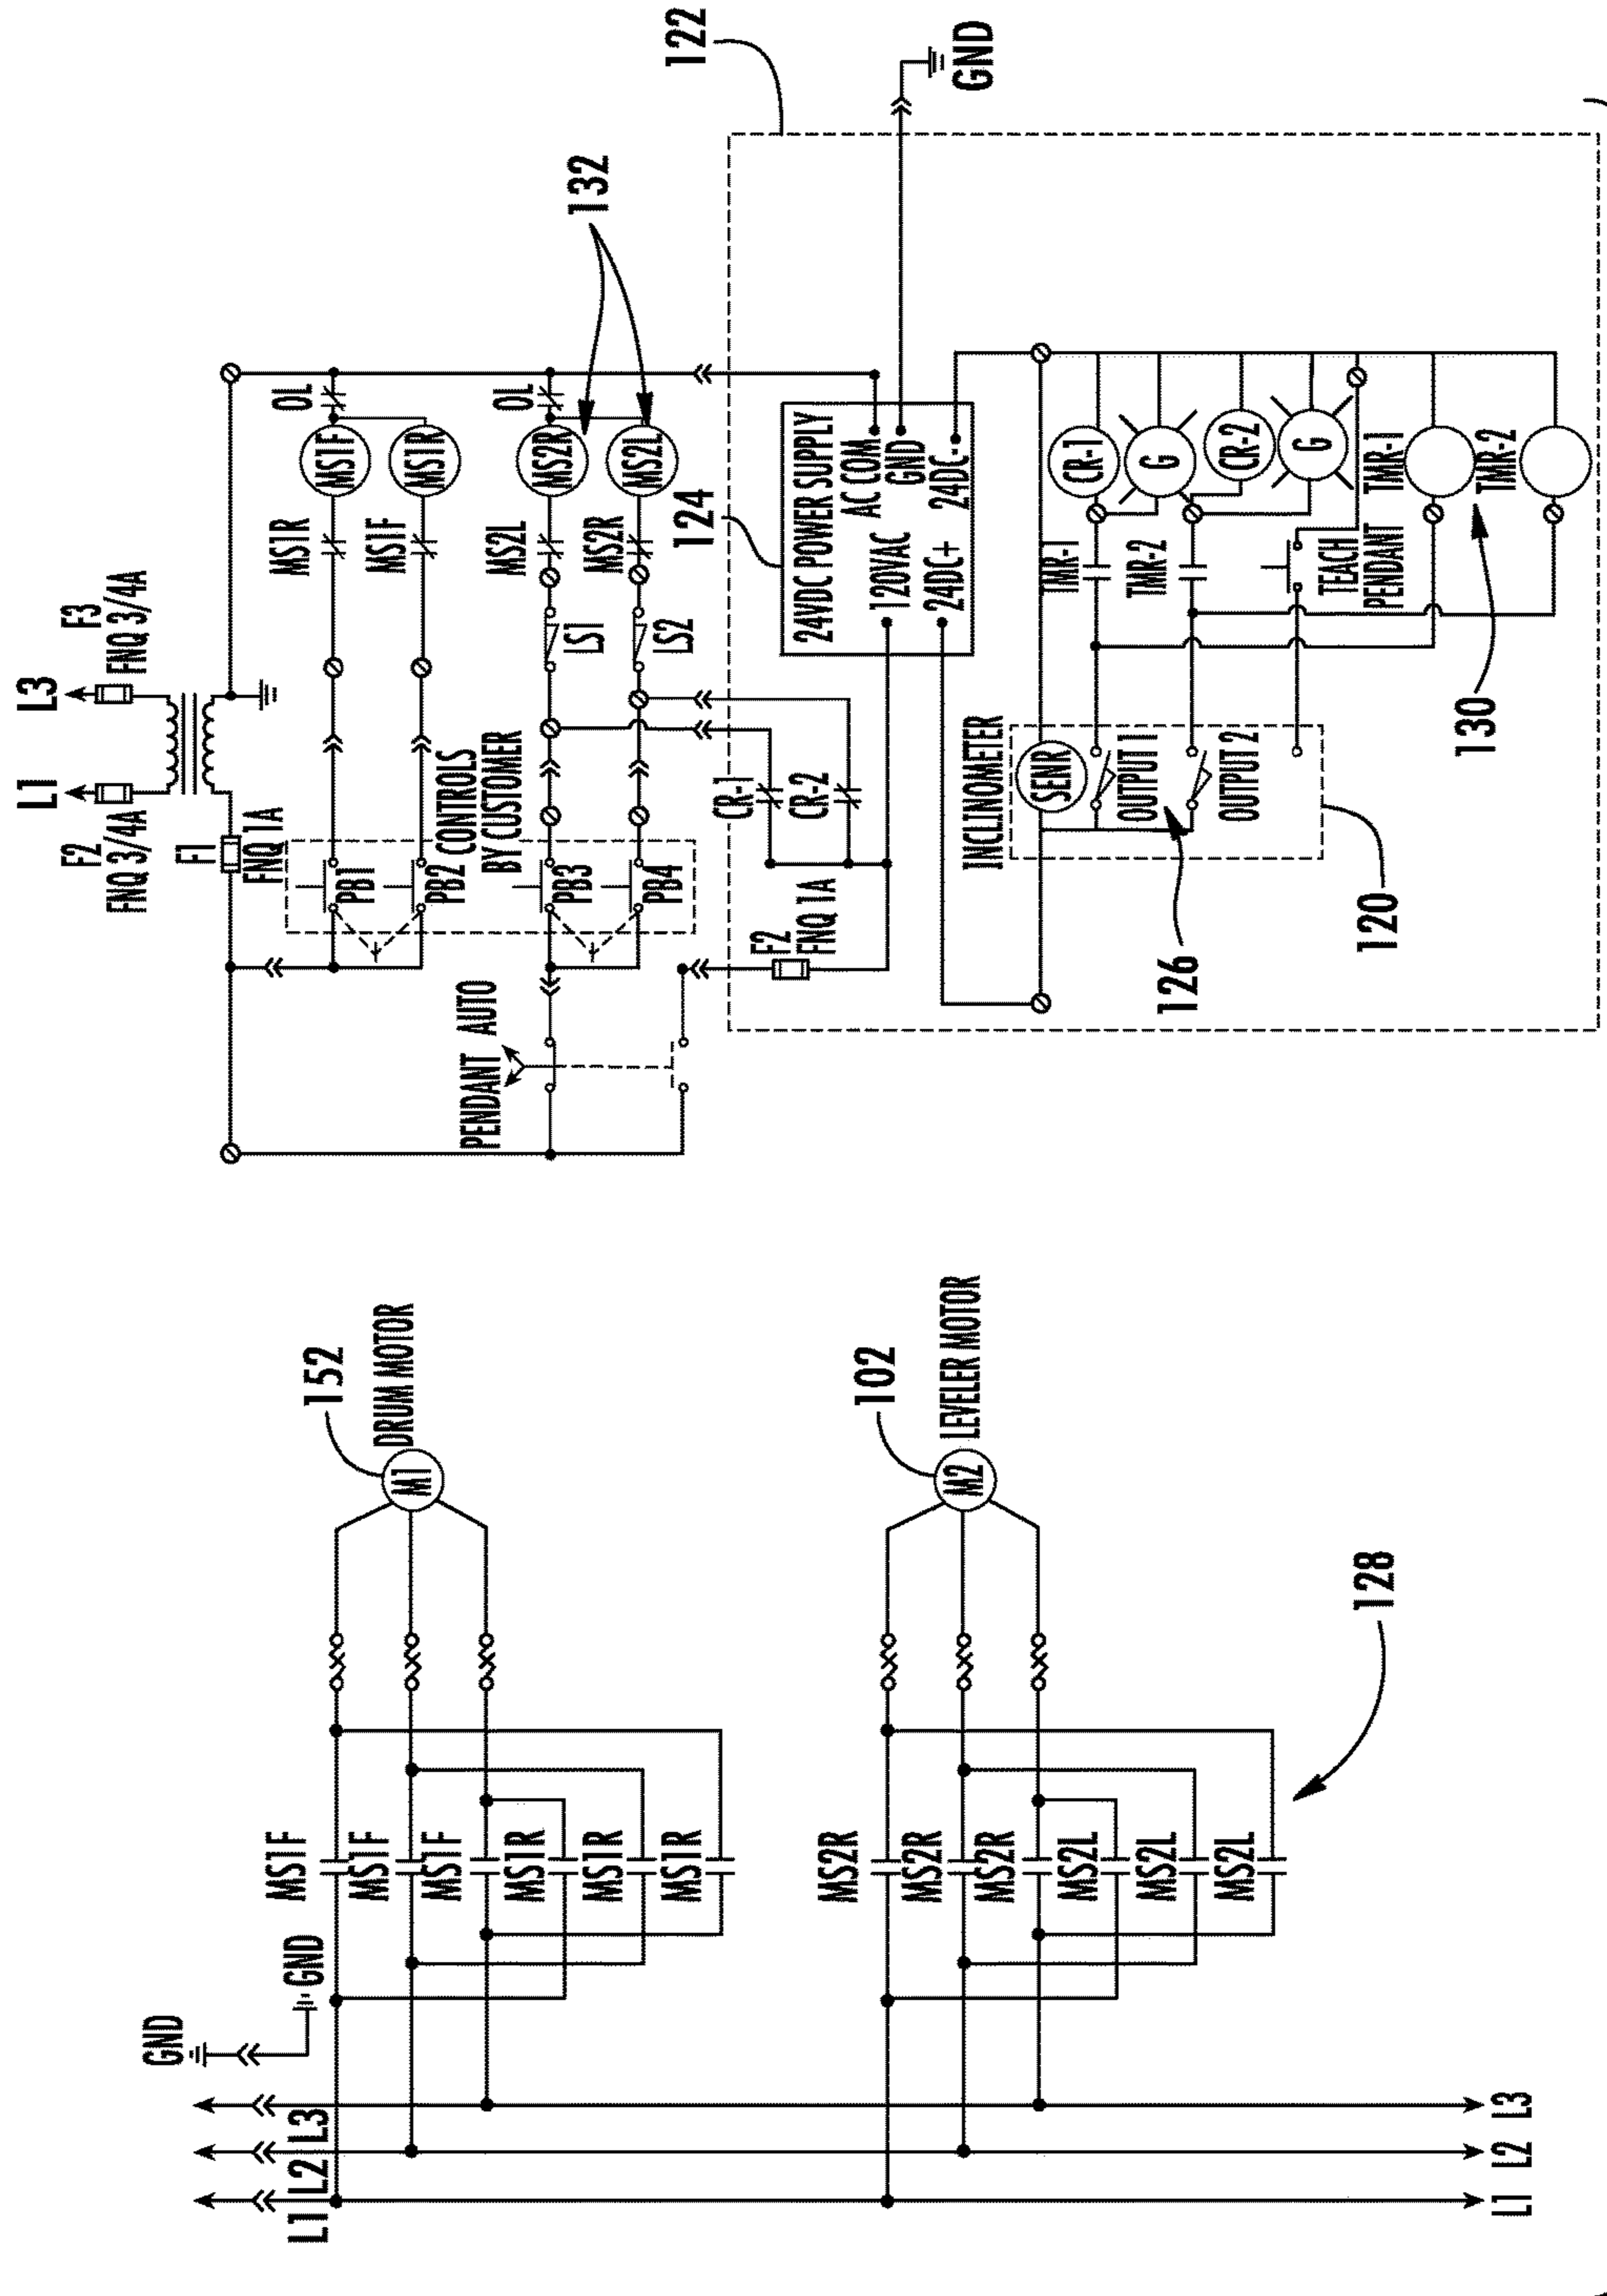 GND
GND
L1
L2
L3
MS1F
MS1F
MS1F
MS1R
MS1R
MS1R
152
M1
DRUM MOTOR
MS2R
MS2R
MS2R
MS2L
MS2L
MS2L
102
M2
LEVELER MOTOR
128
L1
L2
L3
L1
L3
F2
FNQ 3/4A
F3
FNQ 3/4A
F1
FNQ 1A
PB1
PB2
CONTROLS
BY CUSTOMER
PB3
PB4
MS1R
MS1F
OL
MS1F
MS1R
MS2L
MS2R
OL
MS2R
MS2L
LS1
LS2
132
PENDANT AUTO
122
124
24VDC POWER SUPPLY
120VAC
AC COM
GND
24DC+
24DC-
GND
CR-1
CR-2
F2
FNQ 1A
INCLINOMETER
SENR
OUTPUT 1
OUTPUT 2
126
120
TMR-1
TMR-2
TEACH
PENDANT
CR-1
G
CR-2
G
TMR-1
TMR-2
130